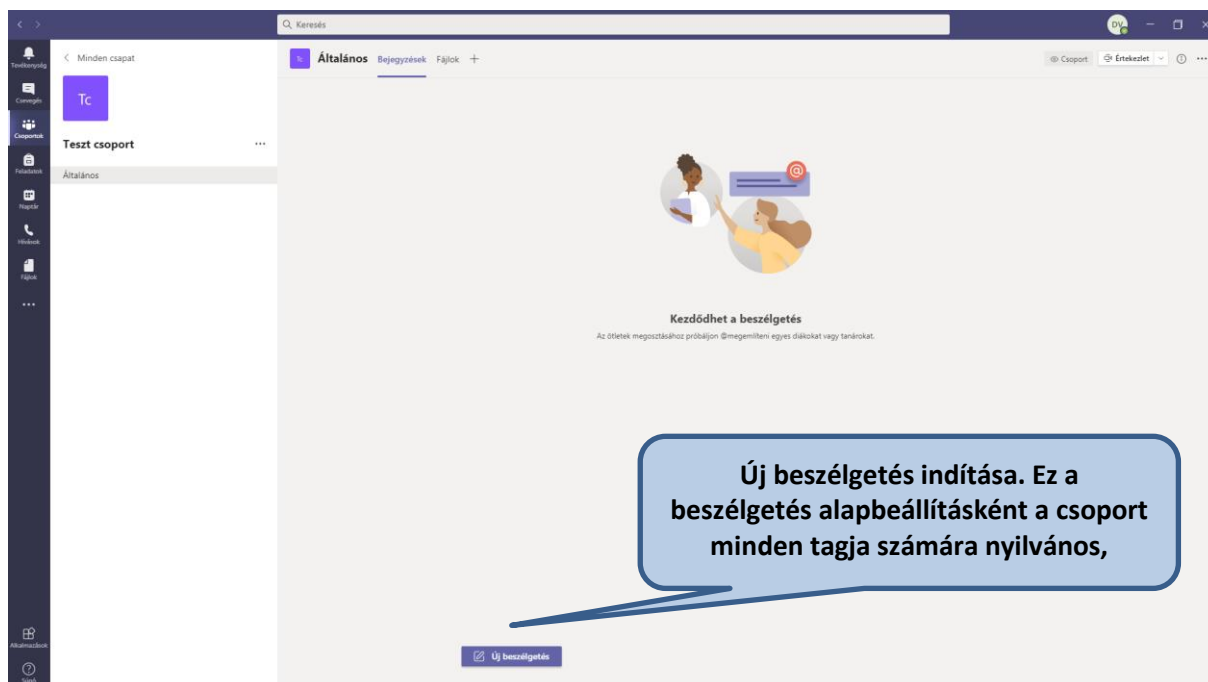 Keresés
DV
Tevékenység
Csevegés
Csoportok
Feladatok
Naptár
Hívások
Fájlok
Alkalmazások
Súgó
Minden csapat
Tc
Teszt csoport
Általános
Tc Általános Bejegyzések Fájlok
Csoport Értekezlet
@
Kezdődhet a beszélgetés
Az ötletek megosztásához próbáljon @megemlíteni egyes diákokat vagy tanárokat.
Új beszélgetés indítása. Ez a
beszélgetés alapbeállításként a csoport
minden tagja számára nyilvános,
Új beszélgetés